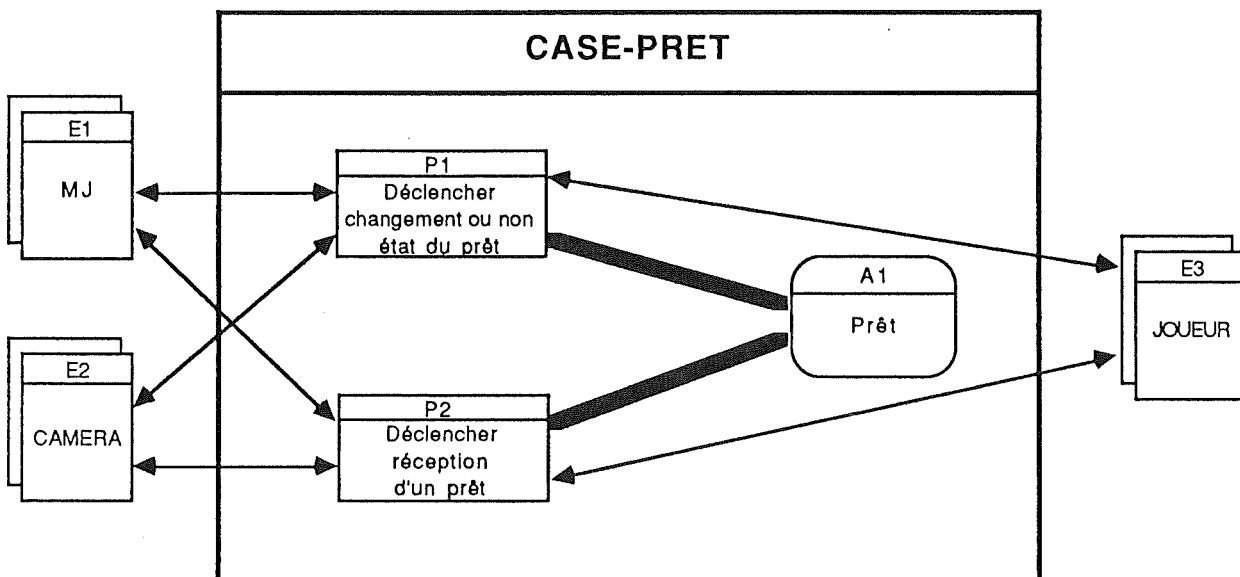 CASE-PRET
E1
MJ
P1
Déclencher
changement ou non
état du prêt
A1
Prêt
E3
JOUEUR
E2
CAMERA
P2
Déclencher
réception
d'un prêt